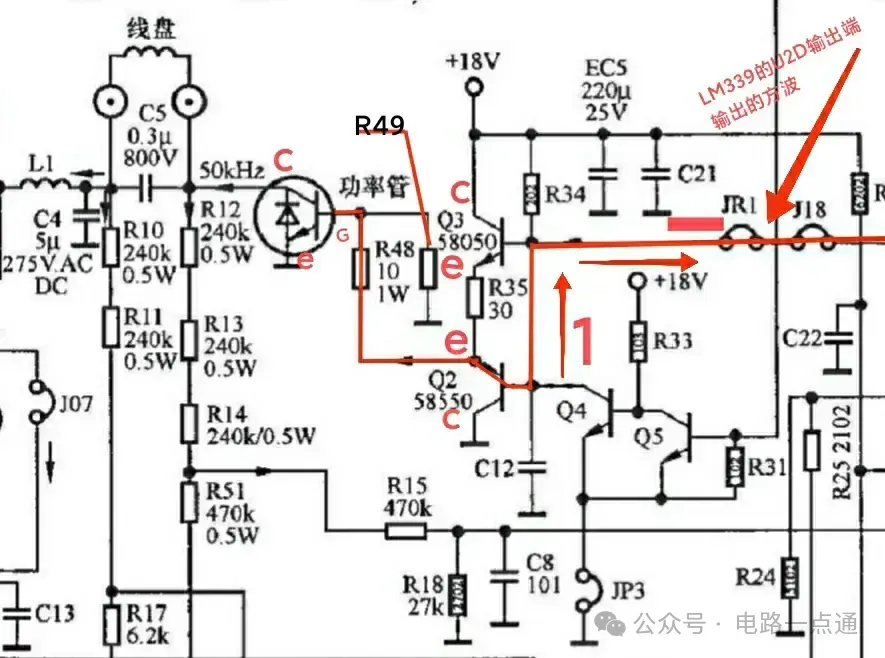 线盘
C5
0.3μ
800V
L1
C4
5μ
275V.AC
DC
R10
240k
0.5W
R12
240k
0.5W
R11
240k
0.5W
R13
240k
0.5W
R14
240k/0.5W
R51
470k
0.5W
J07
C13
R17
6.2k
50kHz
C
e
G
功率管
R49
R48
10
1W
+18V
C
Q3
58050
e
R35
30
e
Q2
58550
C
R34
EC5
220μ
25V
C21
LM339的U2D输出端
输出的方波
JR1
J18
R
1
+18V
R33
103
C22
Q4
Q5
R31
102
R25 2102
C12
R15
470k
R18
27k
2702
C8
101
JP3
R24
5102
公众号 · 电路一点通